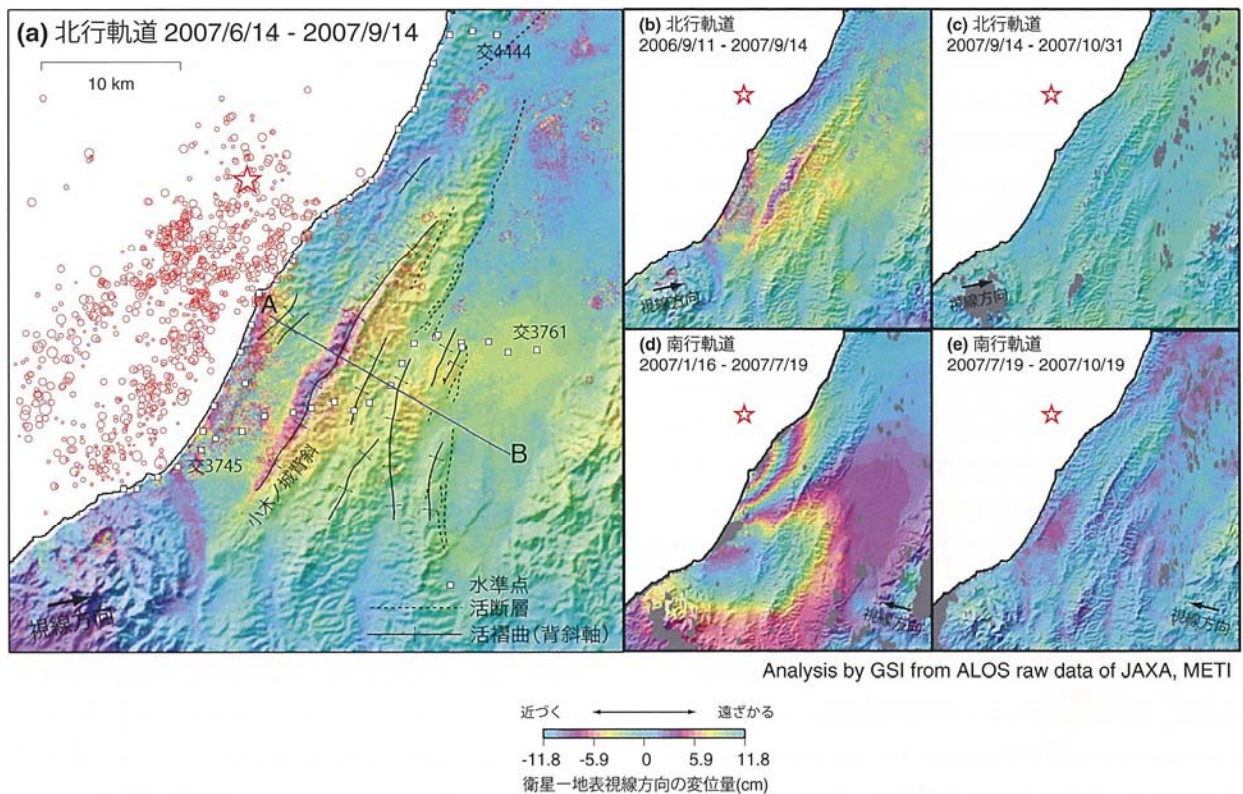 (a) 北行軌道 2007/6/14 - 2007/9/14
10 km
交4444
A
交3761
B
交3745
小木ノ城背斜
視線方向
水準点
活断層
活褶曲(背斜軸)
(b) 北行軌道
2006/9/11 - 2007/9/14
視線方向
(c) 北行軌道
2007/9/14 - 2007/10/31
視線方向
(d) 南行軌道
2007/1/16 - 2007/7/19
視線方向
(e) 南行軌道
2007/7/19 - 2007/10/19
視線方向
Analysis by GSI from ALOS raw data of JAXA, METI
近づく 遠ざかる
-11.8 -5.9 0 5.9 11.8
衛星ー地表視線方向の変位量(cm)